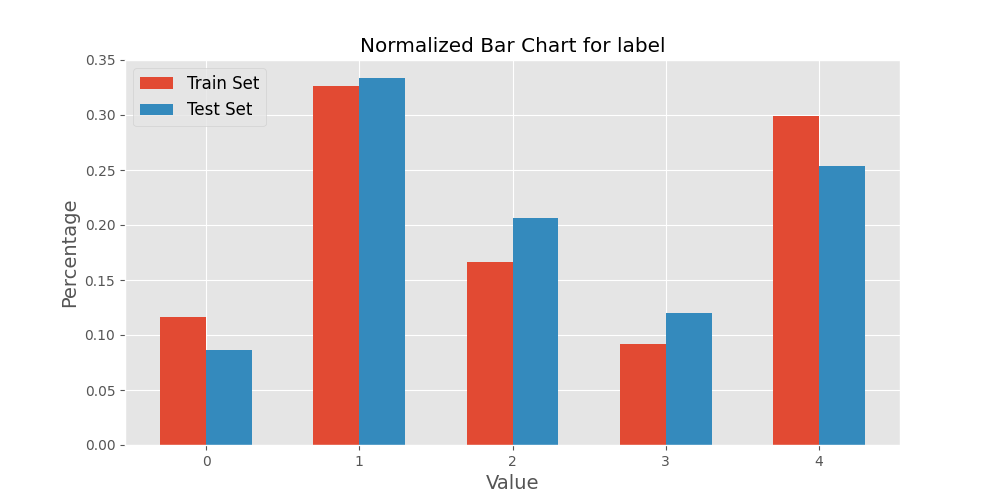 Normalized Bar Chart for label
Train Set
Test Set
0.35
0.30
0.25
0.20
0.15
0.10
0.05
0.00
Percentage
0 1 2 3 4
Value